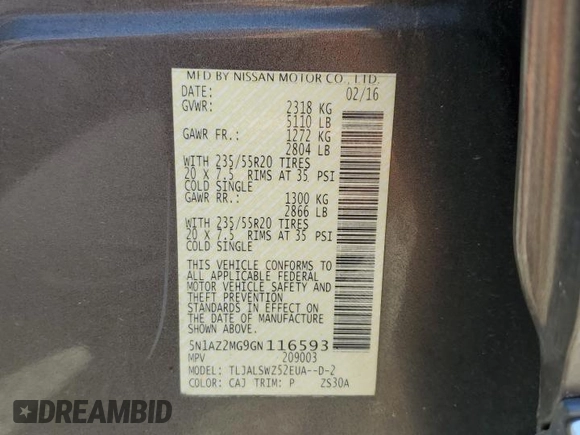 MFD BY NISSAN MOTOR CO., LTD.
DATE: 02/16
GVWR: 2318 KG
5110 LB
GAWR FR.: 1272 KG
2804 LB
WITH 235/55R20 TIRES
20 X 7.5 RIMS AT 35 PSI
COLD SINGLE
GAWR RR.: 1300 KG
2866 LB
WITH 235/55R20 TIRES
20 X 7.5 RIMS AT 35 PSI
COLD SINGLE
THIS VEHICLE CONFORMS TO
ALL APPLICABLE FEDERAL
MOTOR VEHICLE SAFETY AND
THEFT PREVENTION
STANDARDS IN EFFECT ON
THE DATE OF MANUFACTURE
SHOWN ABOVE.
5N1AZ2MG9GN116593
MPV 209003
MODEL: TLJALSWZ52EUA--D-2
COLOR: CAJ TRIM: P ZS30A
AUTOHELPERBOT.COM